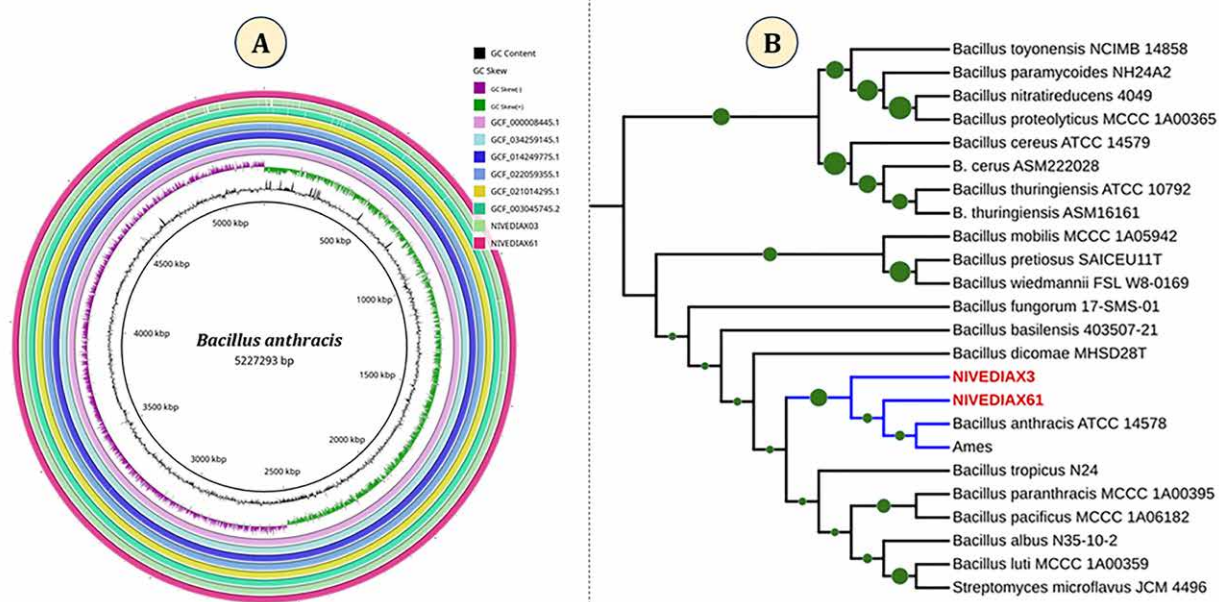 A
GC Content
GC Skew
GC Skew(-)
GC Skew(+)
GCF_000008445.1
GCF_034259145.1
GCF_014249775.1
GCF_022059355.1
GCF_021014295.1
GCF_003045745.2
NIVEDIAX03
NIVEDIAX61
5000 kbp
500 kbp
4500 kbp
1000 kbp
4000 kbp
Bacillus anthracis
5227293 bp
1500 kbp
3500 kbp
2000 kbp
3000 kbp
2500 kbp
B
Bacillus toyonensis NCIMB 14858
Bacillus paramycoides NH24A2
Bacillus nitratireducens 4049
Bacillus proteolyticus MCCC 1A00365
Bacillus cereus ATCC 14579
B. cerus ASM222028
Bacillus thuringiensis ATCC 10792
B. thuringiensis ASM16161
Bacillus mobilis MCCC 1A05942
Bacillus pretiosus SAICEU11T
Bacillus wiedmannii FSL W8-0169
Bacillus fungorum 17-SMS-01
Bacillus basilensis 403507-21
Bacillus dicomae MHSD28T
NIVEDIAX3
NIVEDIAX61
Bacillus anthracis ATCC 14578
Ames
Bacillus tropicus N24
Bacillus paranthracis MCCC 1A00395
Bacillus pacificus MCCC 1A06182
Bacillus albus N35-10-2
Bacillus luti MCCC 1A00359
Streptomyces microflavus JCM 4496